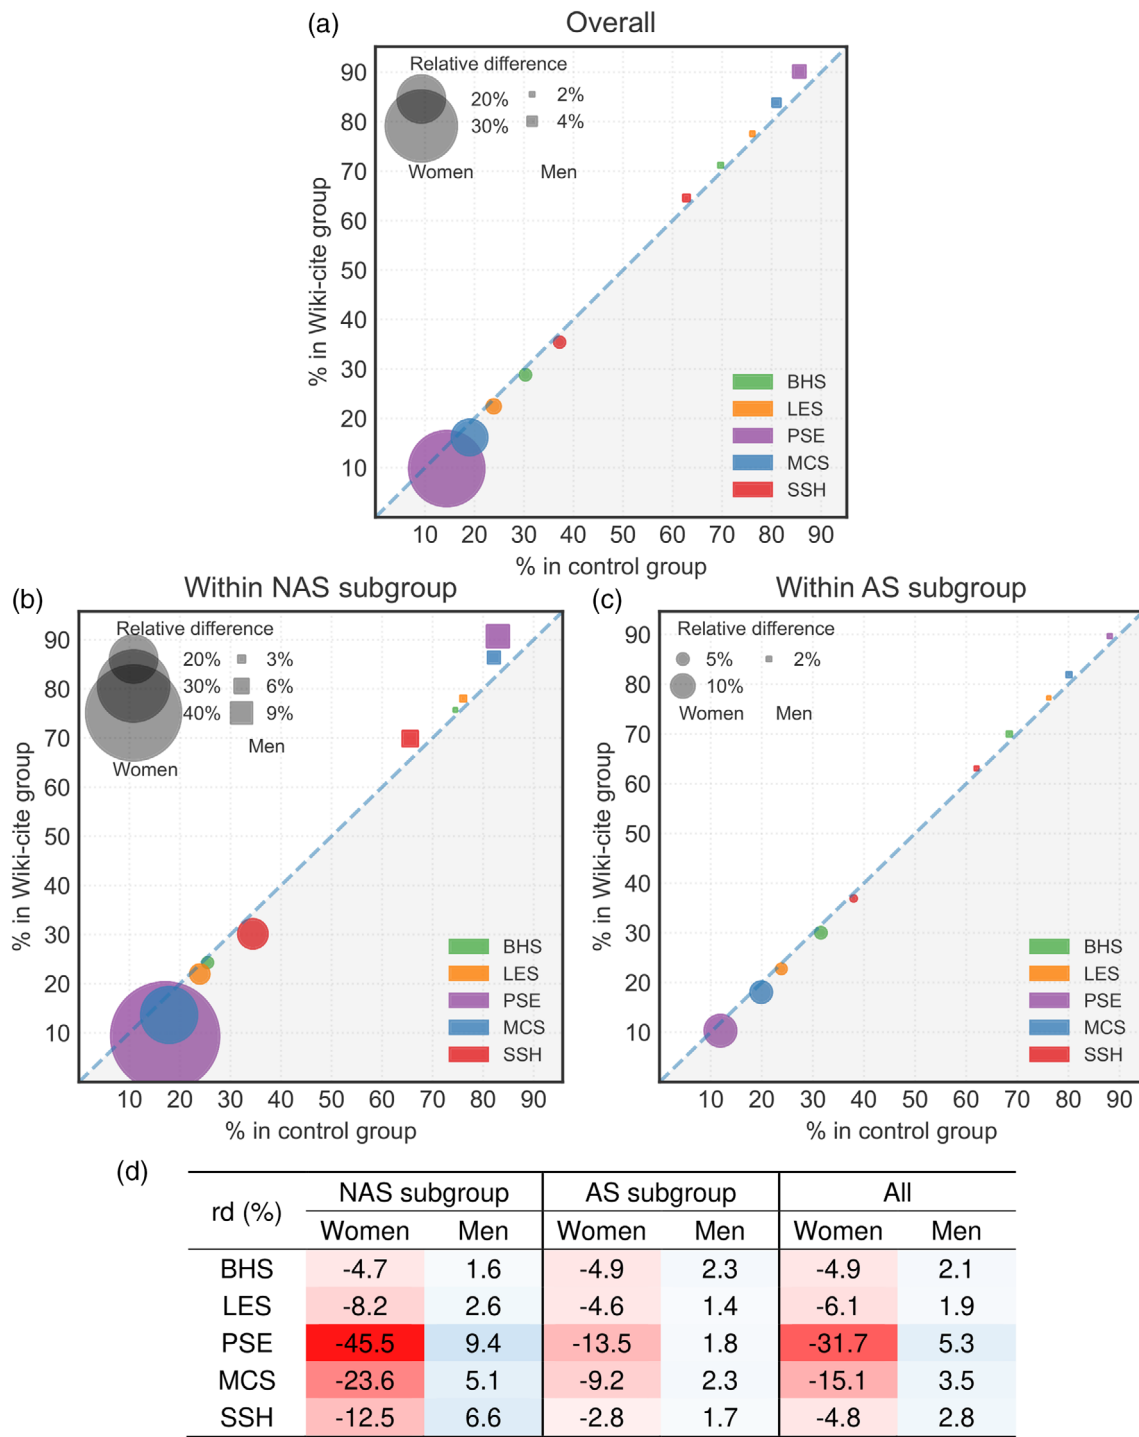 (a) Overall
Relative difference
20% 2%
30% 4%
Women Men
90
80
70
60
50
40
30
20
10
% in Wiki-cite group
BHS
LES
PSE
MCS
SSH
10 20 30 40 50 60 70 80 90
% in control group
(b) Within NAS subgroup
Relative difference
20% 3%
30% 6%
40% 9%
Men
Women
90
80
70
60
50
40
30
20
10
% in Wiki-cite group
BHS
LES
PSE
MCS
SSH
10 20 30 40 50 60 70 80 90
% in control group
(c) Within AS subgroup
Relative difference
5% 2%
10%
Women Men
90
80
70
60
50
40
30
20
10
% in Wiki-cite group
BHS
LES
PSE
MCS
SSH
10 20 30 40 50 60 70 80 90
% in control group
(d)
rd (%) NAS subgroup AS subgroup All
Women Men Women Men Women Men
BHS -4.7 1.6 -4.9 2.3 -4.9 2.1
LES -8.2 2.6 -4.6 1.4 -6.1 1.9
PSE -45.5 9.4 -13.5 1.8 -31.7 5.3
MCS -23.6 5.1 -9.2 2.3 -15.1 3.5
SSH -12.5 6.6 -2.8 1.7 -4.8 2.8